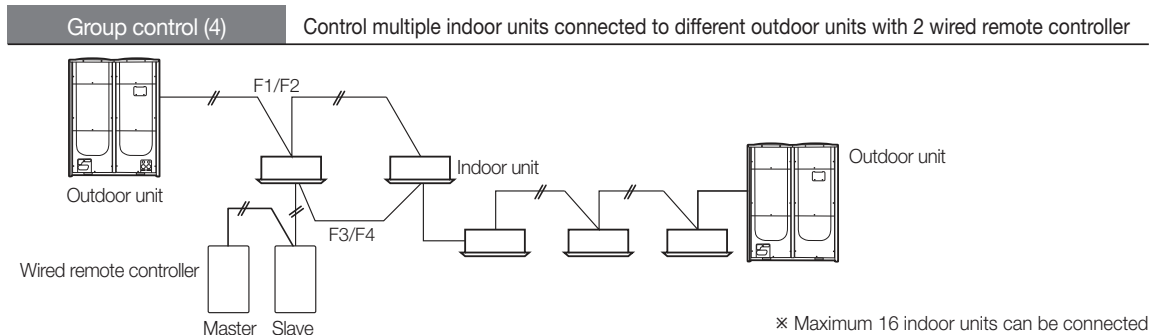 Group control (4)
Control multiple indoor units connected to different outdoor units with 2 wired remote controller
F1/F2
Indoor unit
Outdoor unit
Outdoor unit
F3/F4
Wired remote controller
Master
Slave
※ Maximum 16 indoor units can be connected